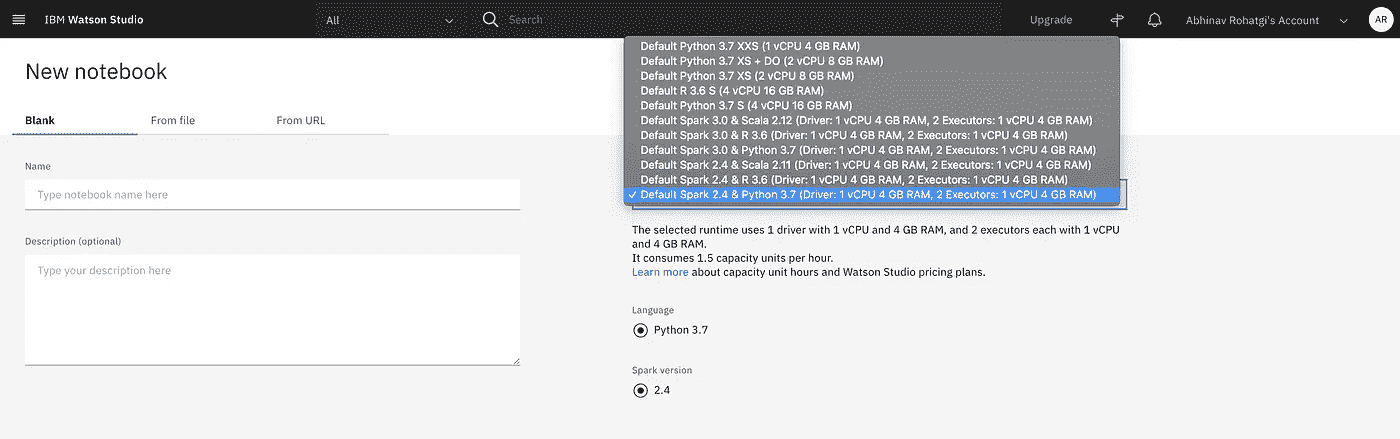 IBM Watson Studio
All
Search
Upgrade
Abhinav Rohatgi's Account
AR
New notebook
Blank
From file
From URL
Name
Type notebook name here
Description (optional)
Type your description here
Default Python 3.7 XXS (1 vCPU 4 GB RAM)
Default Python 3.7 XS + DO (2 vCPU 8 GB RAM)
Default Python 3.7 XS (2 vCPU 8 GB RAM)
Default R 3.6 S (4 vCPU 16 GB RAM)
Default Python 3.7 S (4 vCPU 16 GB RAM)
Default Spark 3.0 & Scala 2.12 (Driver: 1 vCPU 4 GB RAM, 2 Executors: 1 vCPU 4 GB RAM)
Default Spark 3.0 & R 3.6 (Driver: 1 vCPU 4 GB RAM, 2 Executors: 1 vCPU 4 GB RAM)
Default Spark 3.0 & Python 3.7 (Driver: 1 vCPU 4 GB RAM, 2 Executors: 1 vCPU 4 GB RAM)
Default Spark 2.4 & Scala 2.11 (Driver: 1 vCPU 4 GB RAM, 2 Executors: 1 vCPU 4 GB RAM)
Default Spark 2.4 & R 3.6 (Driver: 1 vCPU 4 GB RAM, 2 Executors: 1 vCPU 4 GB RAM)
✓ Default Spark 2.4 & Python 3.7 (Driver: 1 vCPU 4 GB RAM, 2 Executors: 1 vCPU 4 GB RAM)
The selected runtime uses 1 driver with 1 vCPU and 4 GB RAM, and 2 executors each with 1 vCPU
and 4 GB RAM.
It consumes 1.5 capacity units per hour.
Learn more about capacity unit hours and Watson Studio pricing plans.
Language
Python 3.7
Spark version
2.4